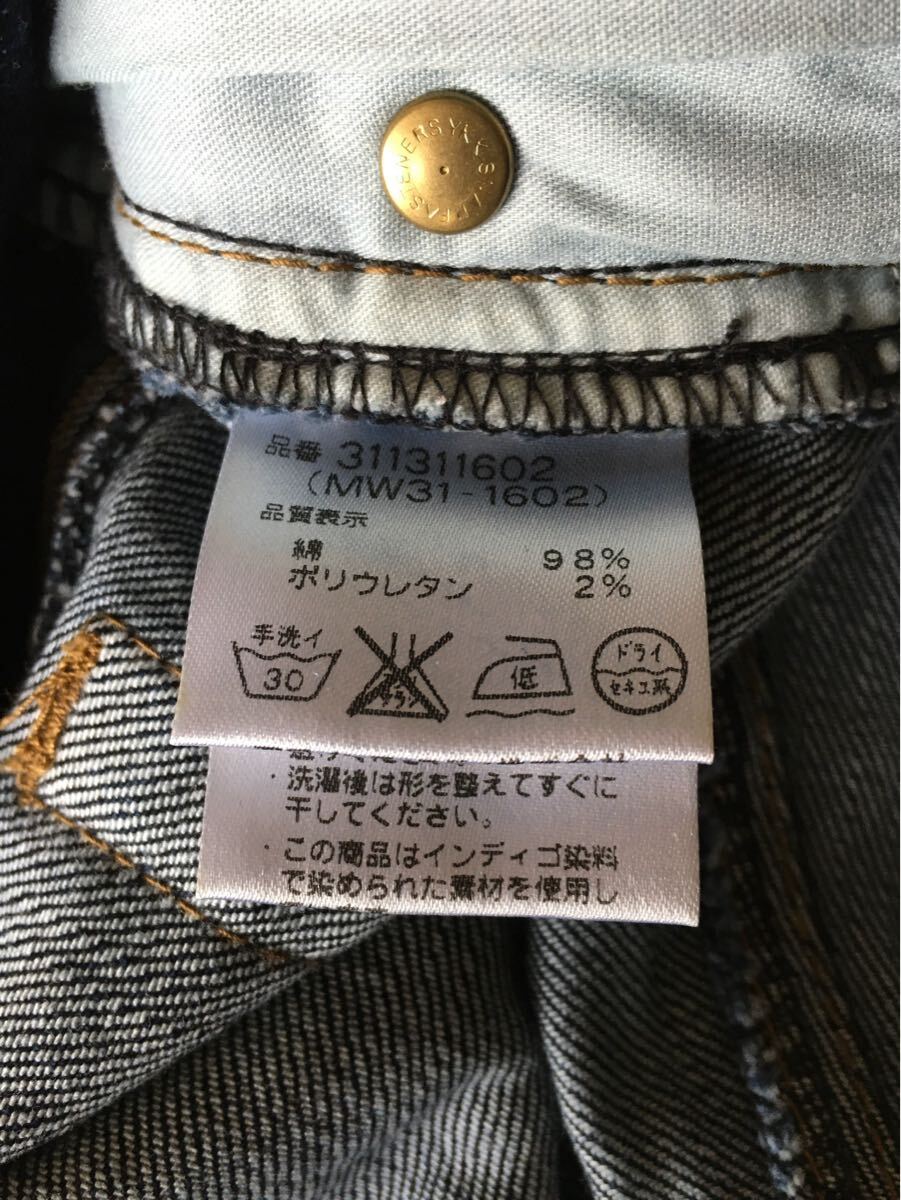 YKK SNAP FASTENERS
品番 311311602
(MW31-1602)
品質表示
綿 98%
ポリウレタン 2%
手洗イ
30
低
ドライ
セキユ系
・洗濯後は形を整えてすぐに
干してください。
・この商品はインディゴ染料
で染められた素材を使用し